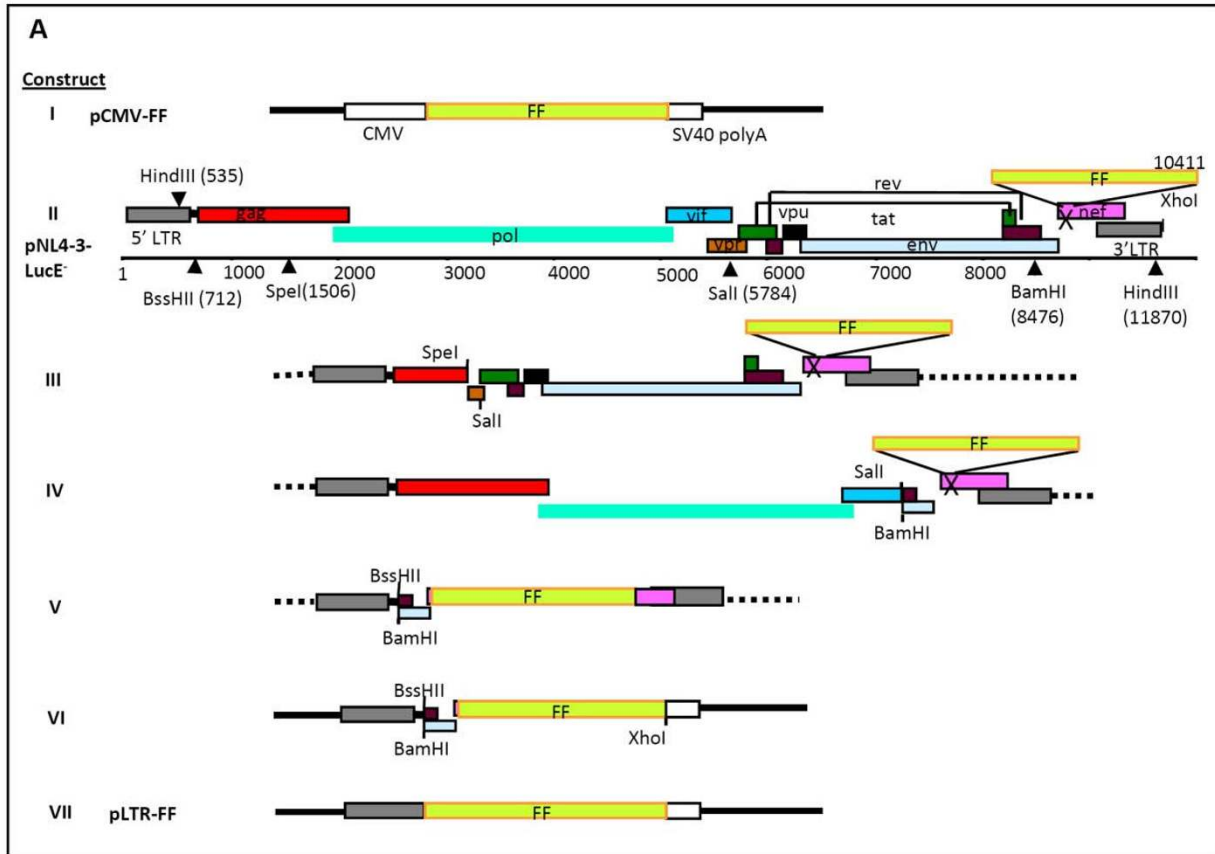 A
Construct
I pCMV-FF
FF
CMV
SV40 polyA
HindIII (535)
10411
FF
XhoI
II
pNL4-3-
LucE-
gag
5' LTR
pol
vif
vpr
vpu
rev
tat
env
nef
3'LTR
1 1000 2000 3000 4000 5000 6000 7000 8000
BssHII (712)
SpeI(1506)
SalI (5784)
BamHI
(8476)
HindIII
(11870)
III
SpeI
SalI
FF
X
IV
SalI
BamHI
FF
X
V
BssHII
FF
BamHI
VI
BssHII
FF
BamHI
XhoI
VII pLTR-FF
FF